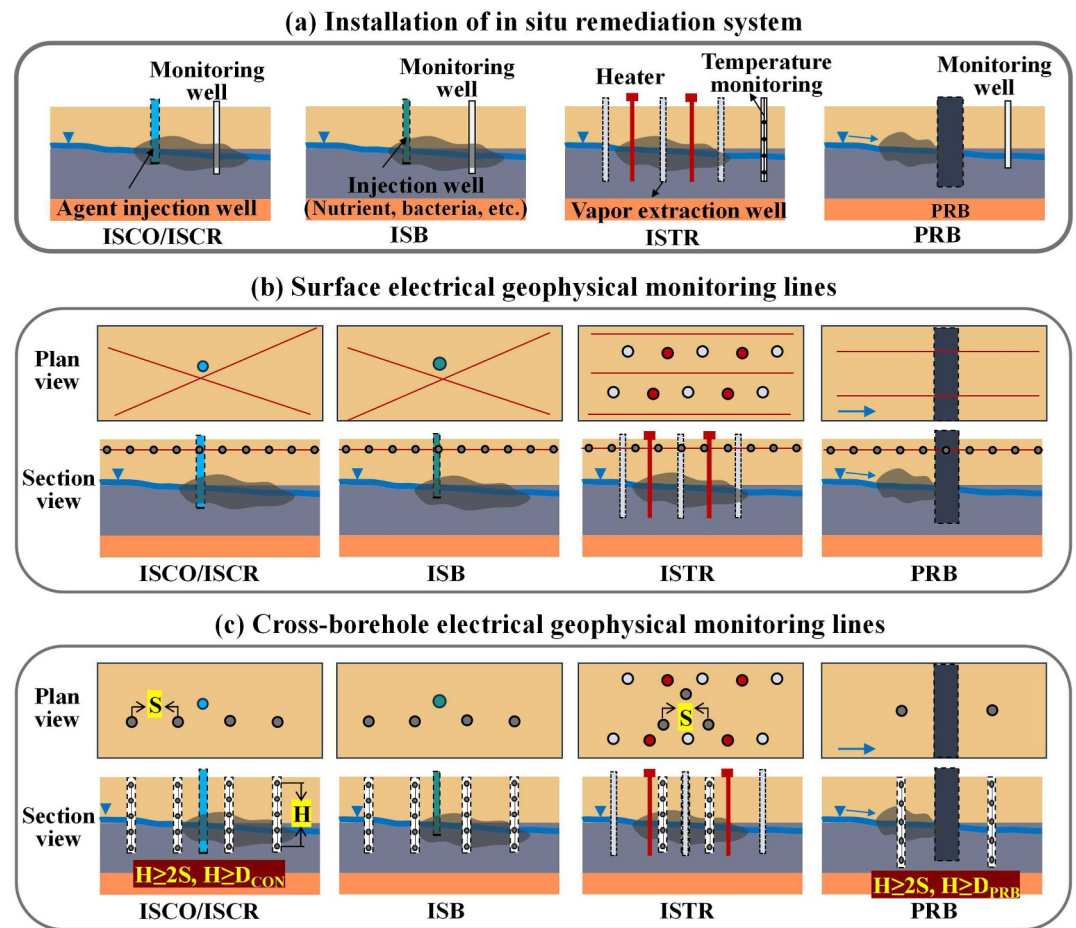 (a) Installation of in situ remediation system
Monitoring
well
Agent injection well
ISCO/ISCR
Monitoring
well
Injection well
(Nutrient, bacteria, etc.)
ISB
Heater
Temperature
monitoring
Vapor extraction well
ISTR
Monitoring
well
PRB
PRB
(b) Surface electrical geophysical monitoring lines
Plan
view
Section
view
ISCO/ISCR
ISB
ISTR
PRB
(c) Cross-borehole electrical geophysical monitoring lines
Plan
view
S
S
Section
view
H
H≥2S, H≥D_CON
H≥2S, H≥D_PRB
ISCO/ISCR
ISB
ISTR
PRB